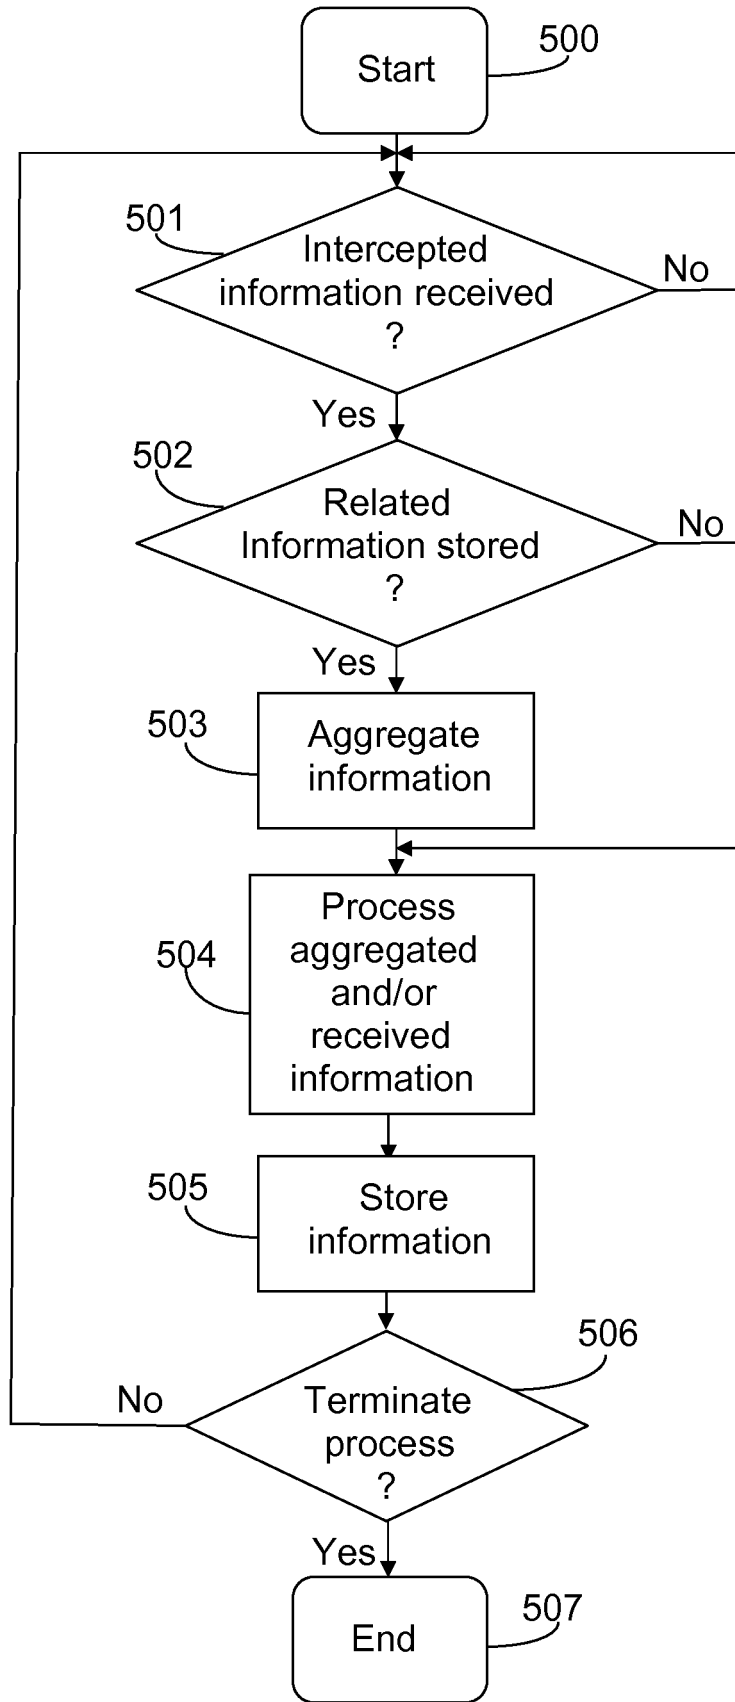 Start
500
501
Intercepted
information received
?
No
Yes
502
Related
Information stored
?
No
Yes
503
Aggregate
information
504
Process
aggregated
and/or
received
information
505
Store
information
506
Terminate
process
?
No
Yes
End
507